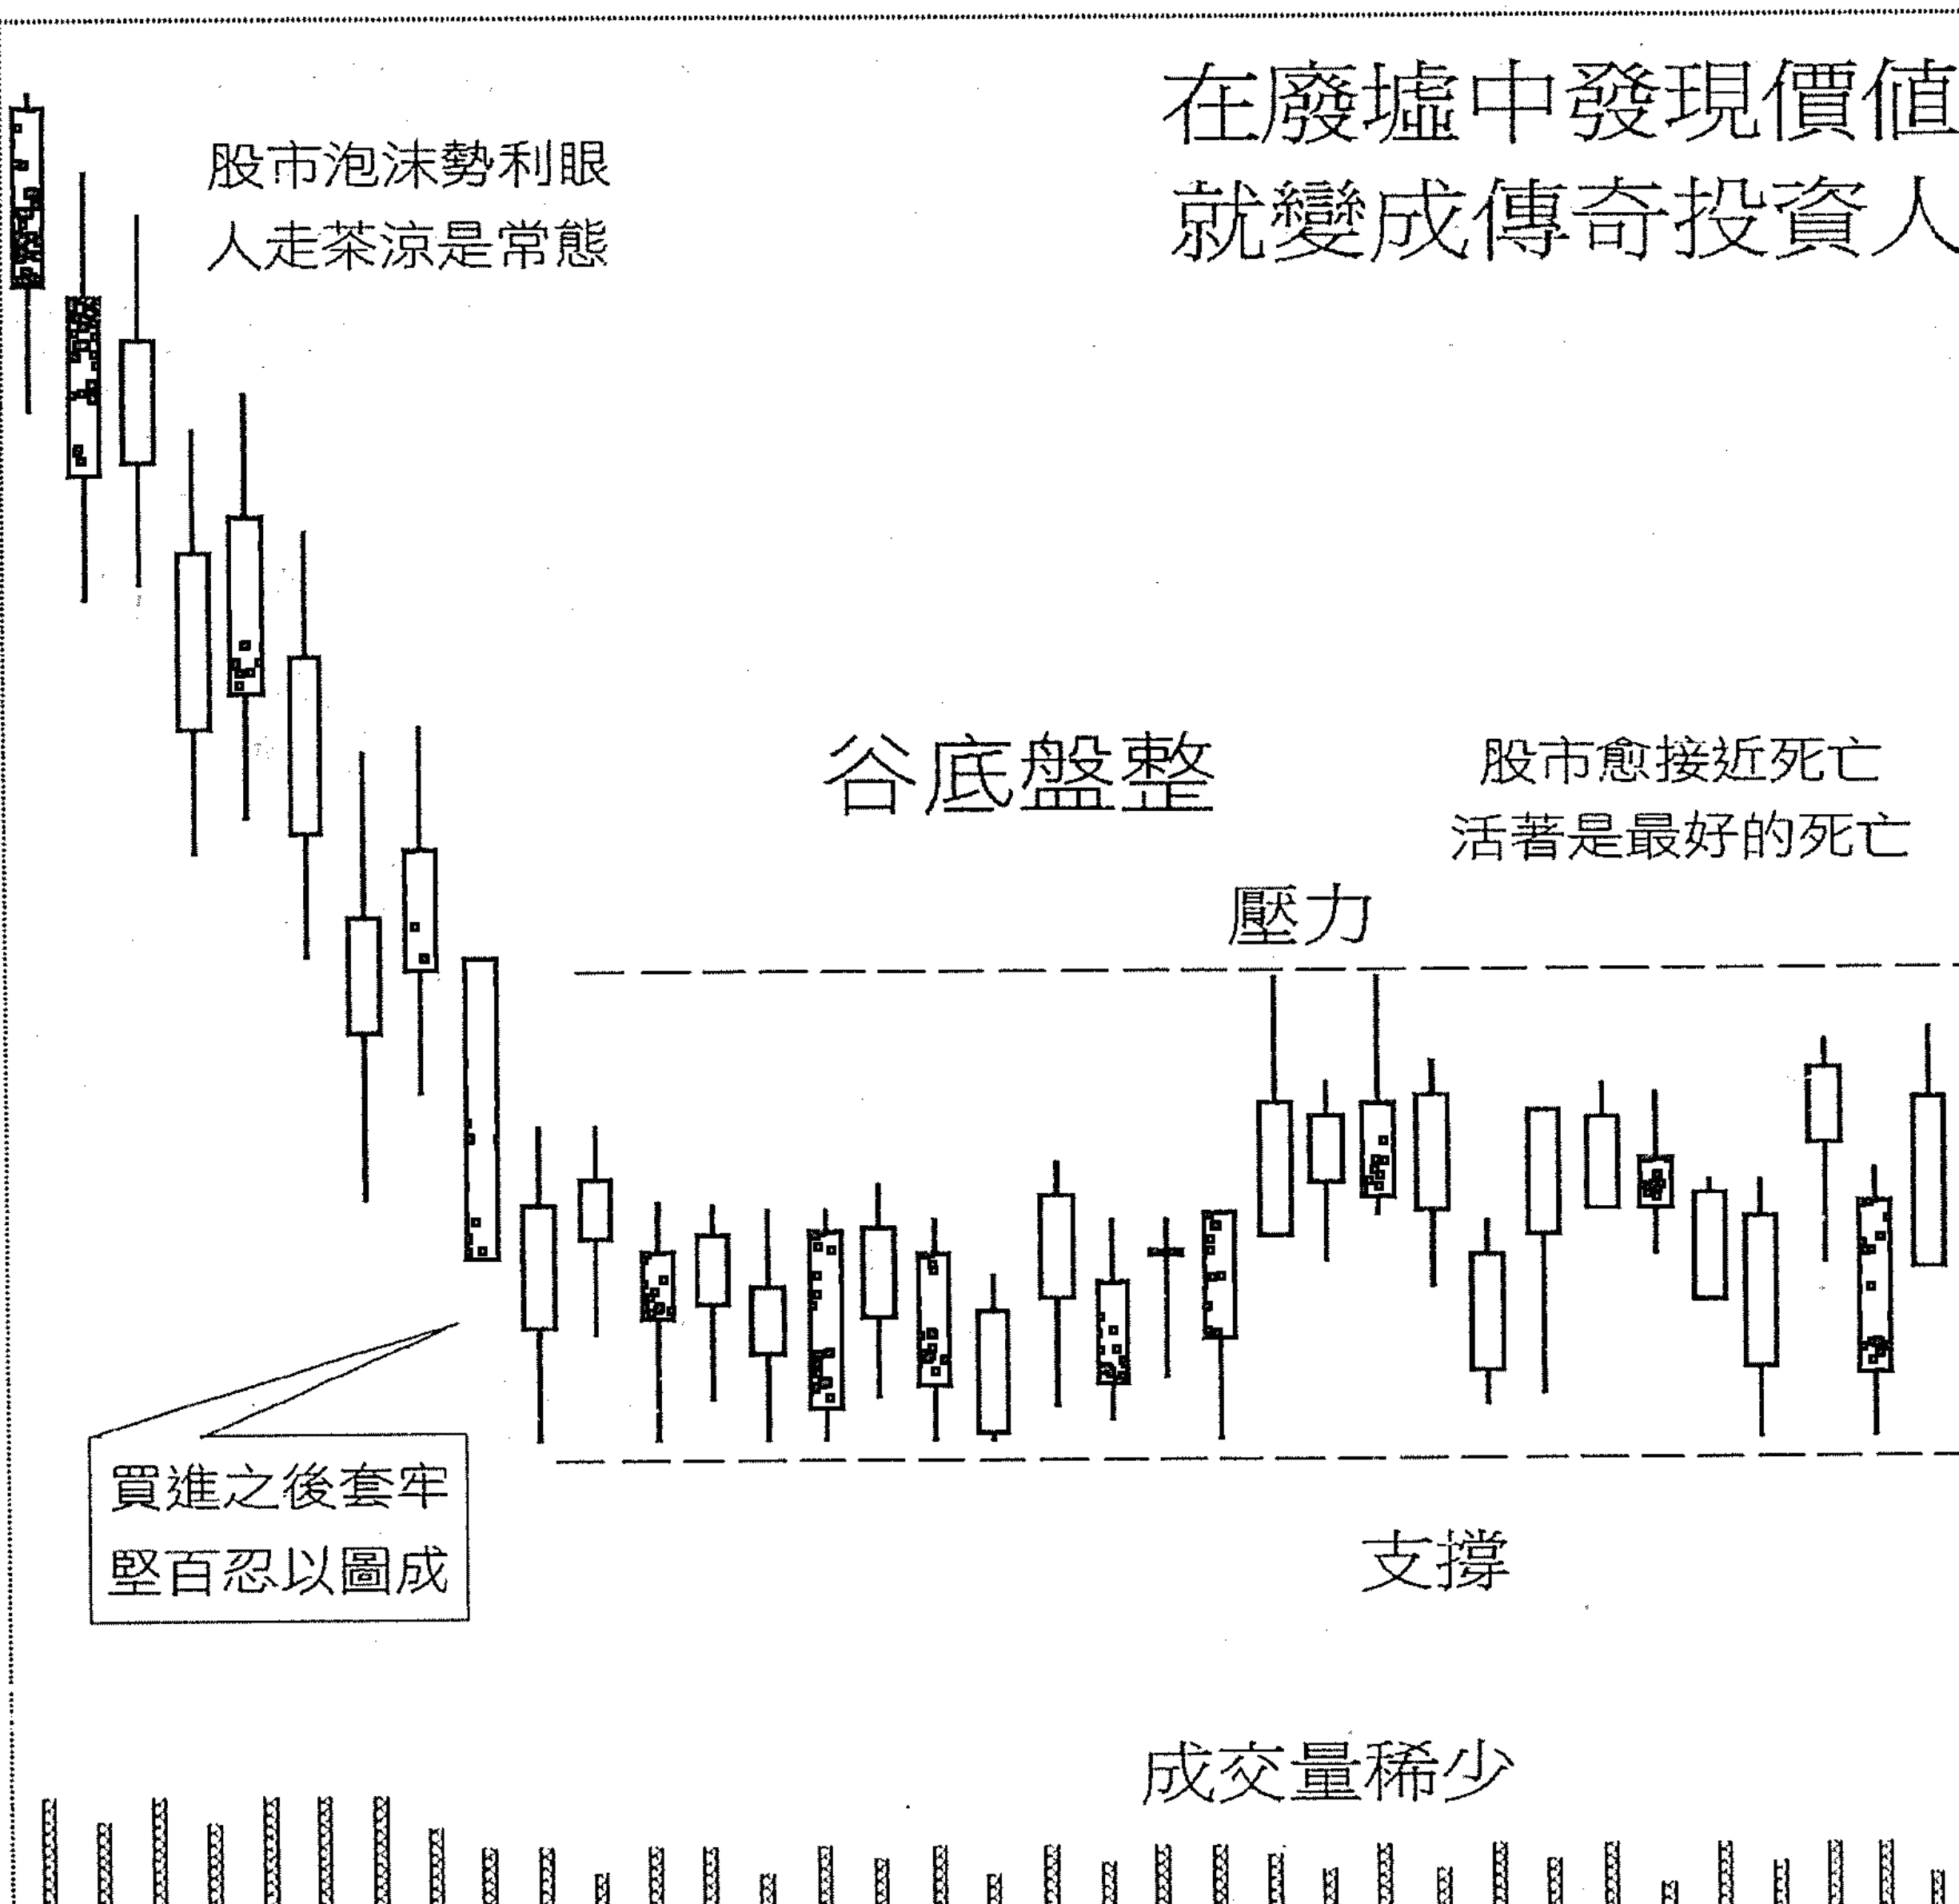 在廢墟中發現價值
就變成傳奇投資人
股市泡沫勢利眼
人走茶涼是常態
谷底盤整
股市愈接近死亡
活著是最好的死亡
壓力
買進之後套牢
堅百忍以圖成
支撐
成交量稀少